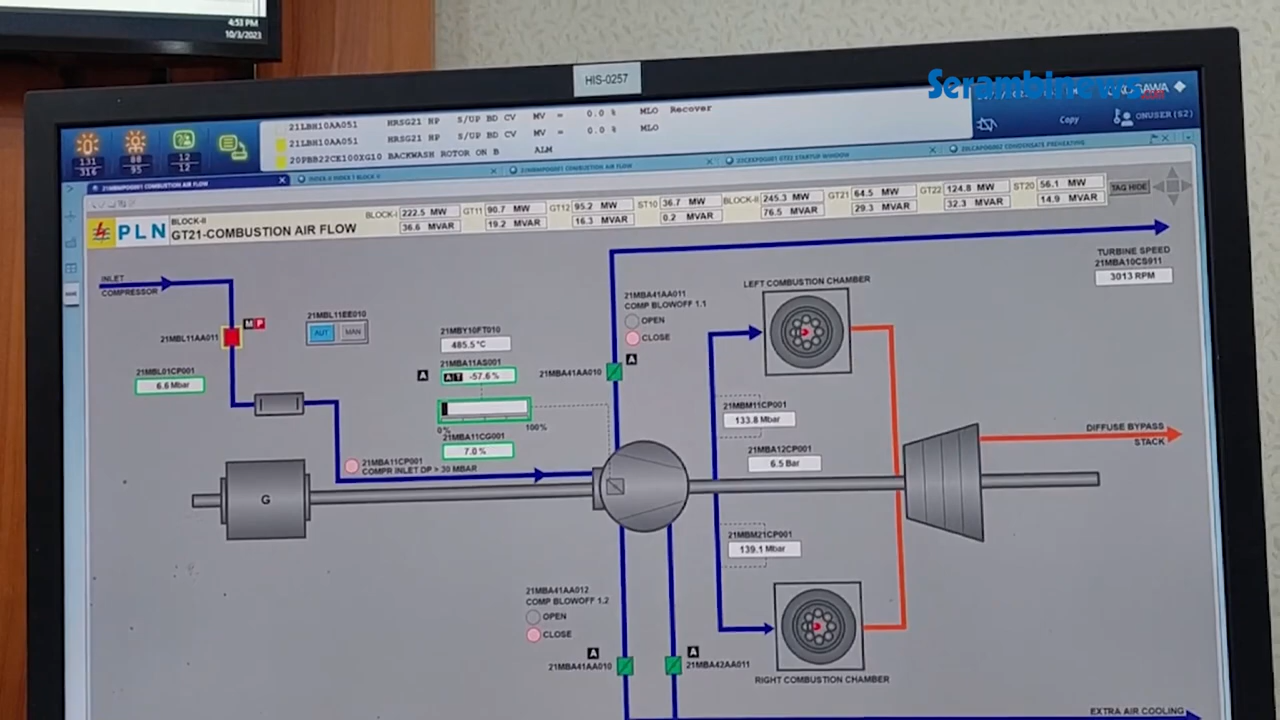 4:53 PM
10/3/2023
HIS-0257
Serambinews
ONUSER(S2)
Copy
21LBH10AA051 HRSG21 HP S/UP BD CV MV = 0.0 % MLO Recover
21LBH10AA051 HRSG21 HP S/UP BD CV MV = 0.0 % MLO
20PBB22CK100XG10 BACKWASH ROTOR ON B ALM
131 88 12
316 95 12
PLN
BLOCK-II
GT21-COMBUSTION AIR FLOW
BLOCK-I 222.5 MW GT11 90.7 MW GT12 95.2 MW ST10 36.7 MW BLOCK-II 245.3 MW GT21 64.5 MW GT22 124.8 MW ST20 56.1 MW
36.6 MVAR 19.2 MVAR 16.3 MVAR 0.2 MVAR 76.5 MVAR 29.3 MVAR 32.3 MVAR 14.9 MVAR
TAG HIDE
TURBINE SPEED
21MBA10CS911
3013 RPM
INLET
COMPRESSOR
21MBL11AA011
M P
21MBL11EE010
AUT MAN
21MBL01CP001
6.6 Mbar
21MBY10FT010
485.5 °C
21MBA11AS001
A
A T -57.6 %
0% 100%
21MBA11CG001
7.0 %
21MBA11CP001
COMPR INLET DP > 30 MBAR
G
21MBA41AA011
COMP BLOWOFF 1.1
OPEN
CLOSE
A
21MBA41AA010
LEFT COMBUSTION CHAMBER
21MBM11CP001
133.8 Mbar
21MBA12CP001
6.5 Bar
21MBM21CP001
139.1 Mbar
DIFFUSE BYPASS
STACK
21MBA41AA012
COMP BLOWOFF 1.2
OPEN
CLOSE
A
21MBA41AA010
A
21MBA42AA011
RIGHT COMBUSTION CHAMBER
EXTRA AIR COOLING